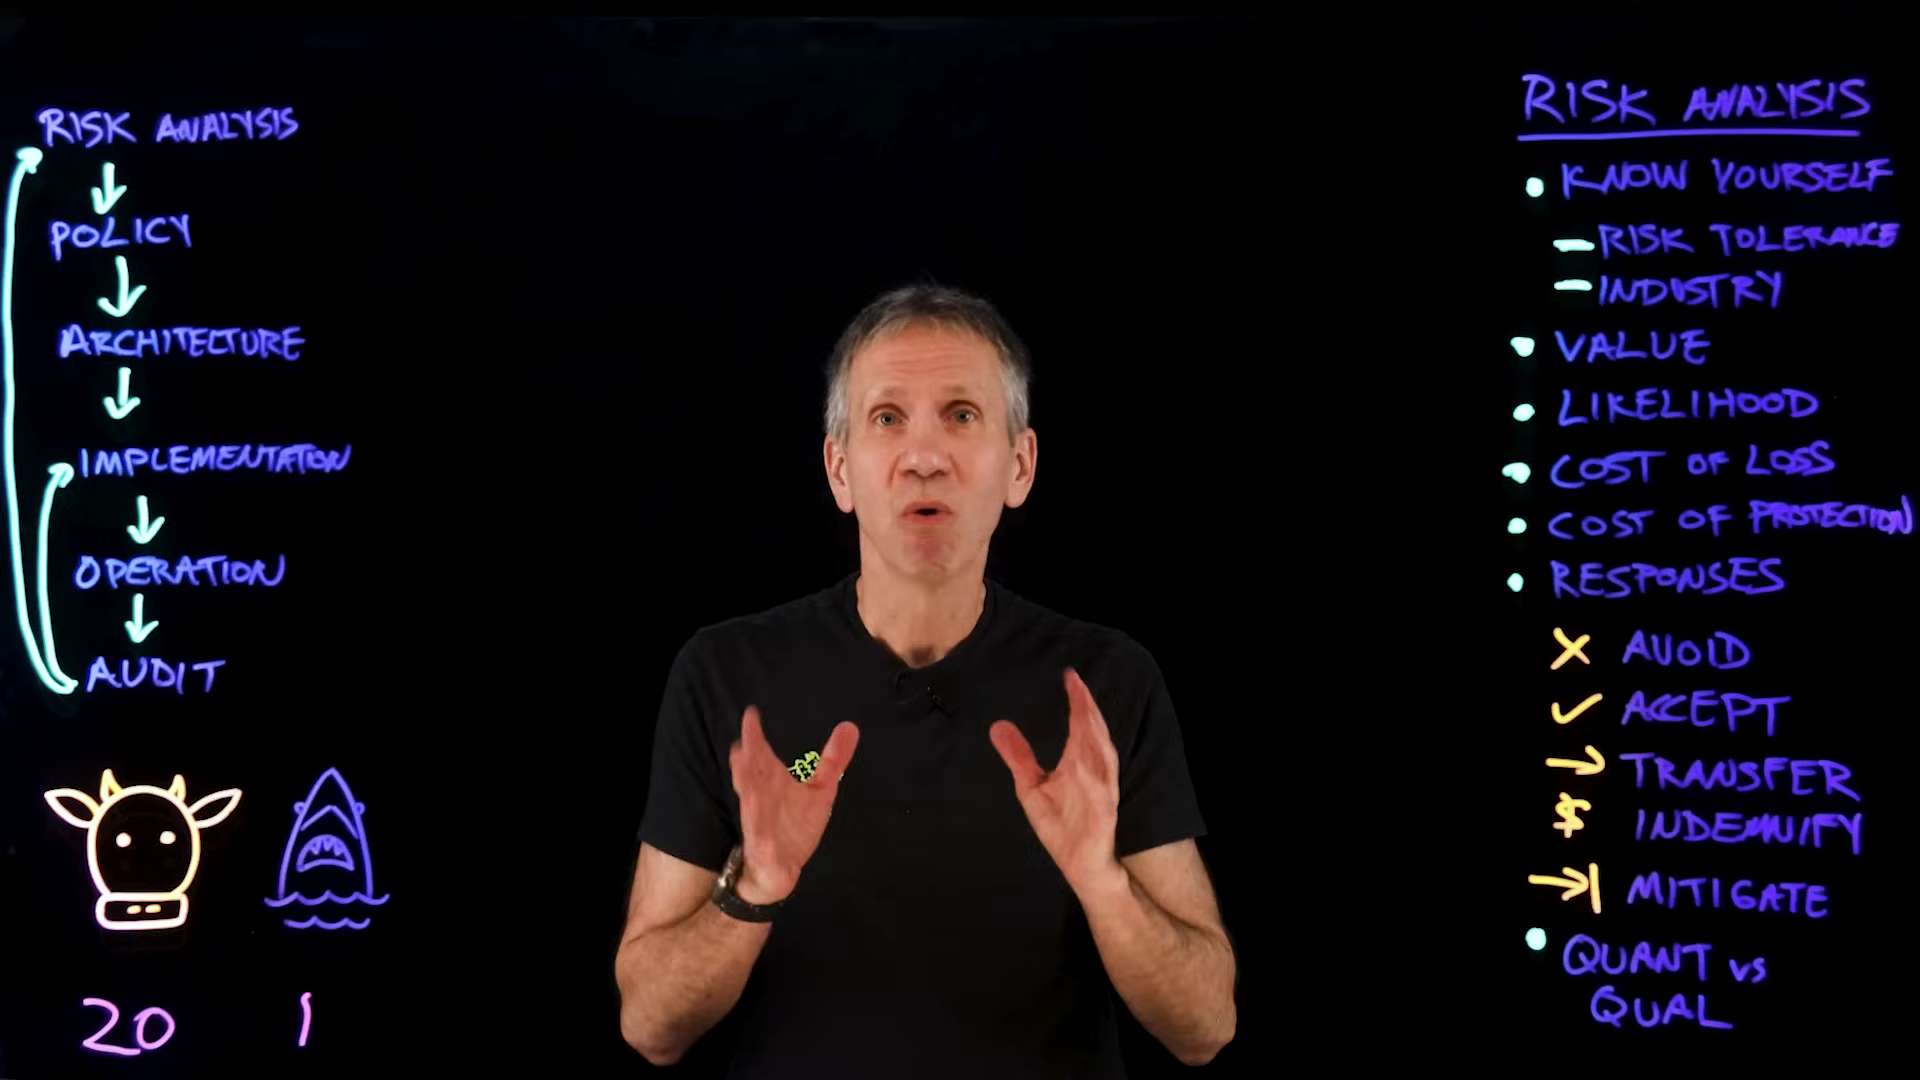 RISK ANALYSIS
POLICY
ARCHITECTURE
IMPLEMENTATION
OPERATION
AUDIT
20 1
RISK ANALYSIS
KNOW YOURSELF
RISK TOLERANCE
INDUSTRY
VALUE
LIKELIHOOD
COST OF LOSS
COST OF PROTECTION
RESPONSES
AVOID
ACCEPT
TRANSFER
$ INDEMNIFY
MITIGATE
QUANT vs
QUAL